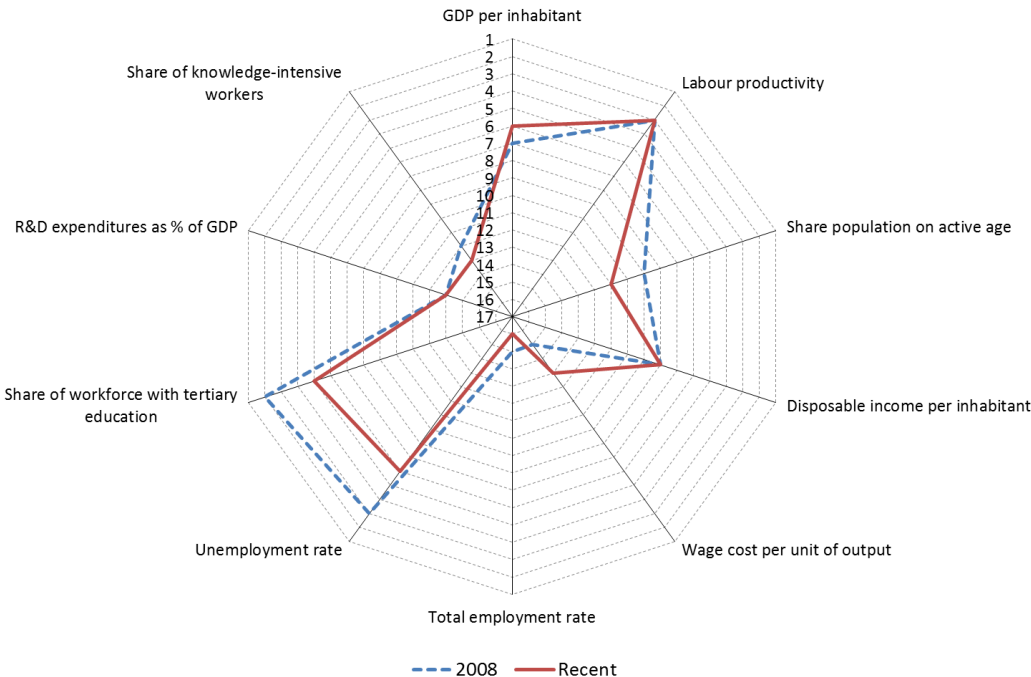 GDP per inhabitant
1
2
3
4
5
6
7
8
9
10
11
12
13
14
15
16
17
Labour productivity
Share population on active age
Disposable income per inhabitant
Wage cost per unit of output
Total employment rate
Unemployment rate
Share of workforce with tertiary
education
R&D expenditures as % of GDP
Share of knowledge-intensive
workers
2008
Recent